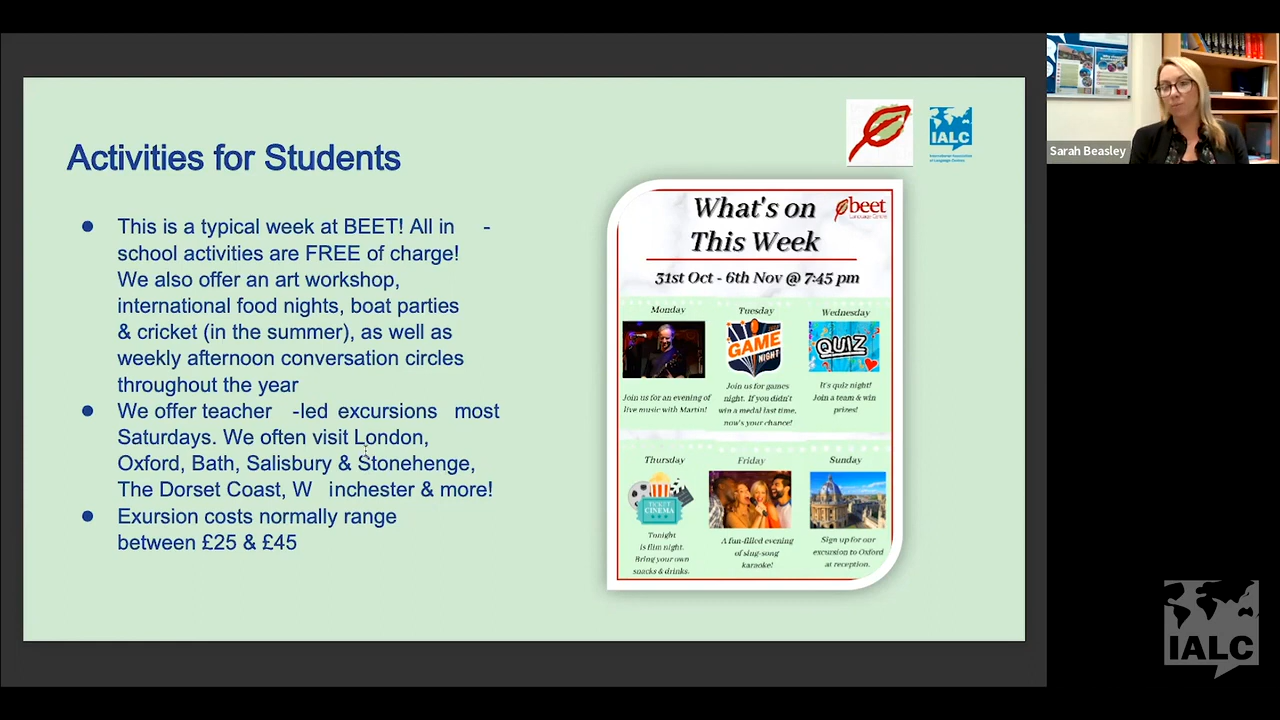 Activities for Students
● This is a typical week at BEET! All in -
school activities are FREE of charge!
We also offer an art workshop,
international food nights, boat parties
& cricket (in the summer), as well as
weekly afternoon conversation circles
throughout the year
● We offer teacher -led excursions most
Saturdays. We often visit London,
Oxford, Bath, Salisbury & Stonehenge,
The Dorset Coast, W inchester & more!
● Exursion costs normally range
between £25 & £45
IALC
International Association
of Language Centres
What's on
This Week
beet
Language Centre
31st Oct - 6th Nov @ 7:45 pm
Monday
Join us for an evening of
live music with Martin!
Tuesday
GAME
NIGHT
Join us for games
night. If you didn't
win a medal last time,
now's your chance!
Wednesday
QUIZ
It's quiz night!
Join a team & win
prizes!
Thursday
TICKET
CINEMA
Tonight
is film night.
Bring your own
snacks & drinks.
Friday
A fun-filled evening
of sing-song
karaoke!
Sunday
Sign up for our
excursion to Oxford
at reception.
Sarah Beasley
IALC